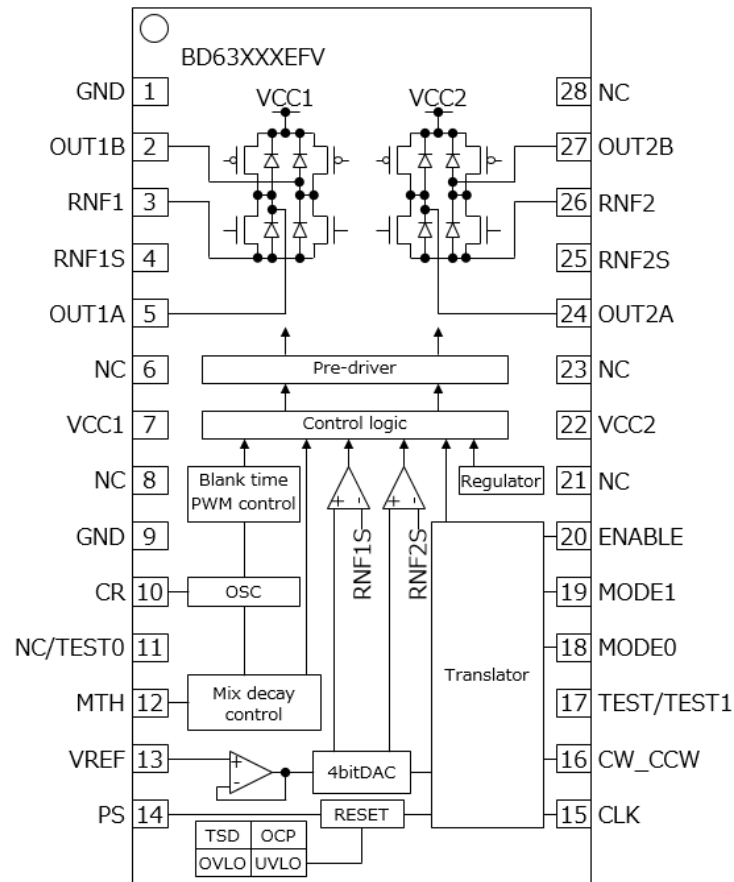 BD63XXXEFV
GND 1
28 NC
VCC1
VCC2
OUT1B 2
27 OUT2B
RNF1 3
26 RNF2
RNF1S 4
25 RNF2S
OUT1A 5
24 OUT2A
NC 6
Pre-driver
23 NC
VCC1 7
Control logic
22 VCC2
NC 8
Blank time
PWM control
+ -
+ -
Regulator
21 NC
GND 9
RNF1S
RNF2S
20 ENABLE
CR 10
OSC
19 MODE1
NC/TEST0 11
18 MODE0
MTH 12
Mix decay
control
Translator
17 TEST/TEST1
VREF 13
+
-
4bitDAC
16 CW_CCW
PS 14
RESET
15 CLK
TSD OCP
OVLO UVLO